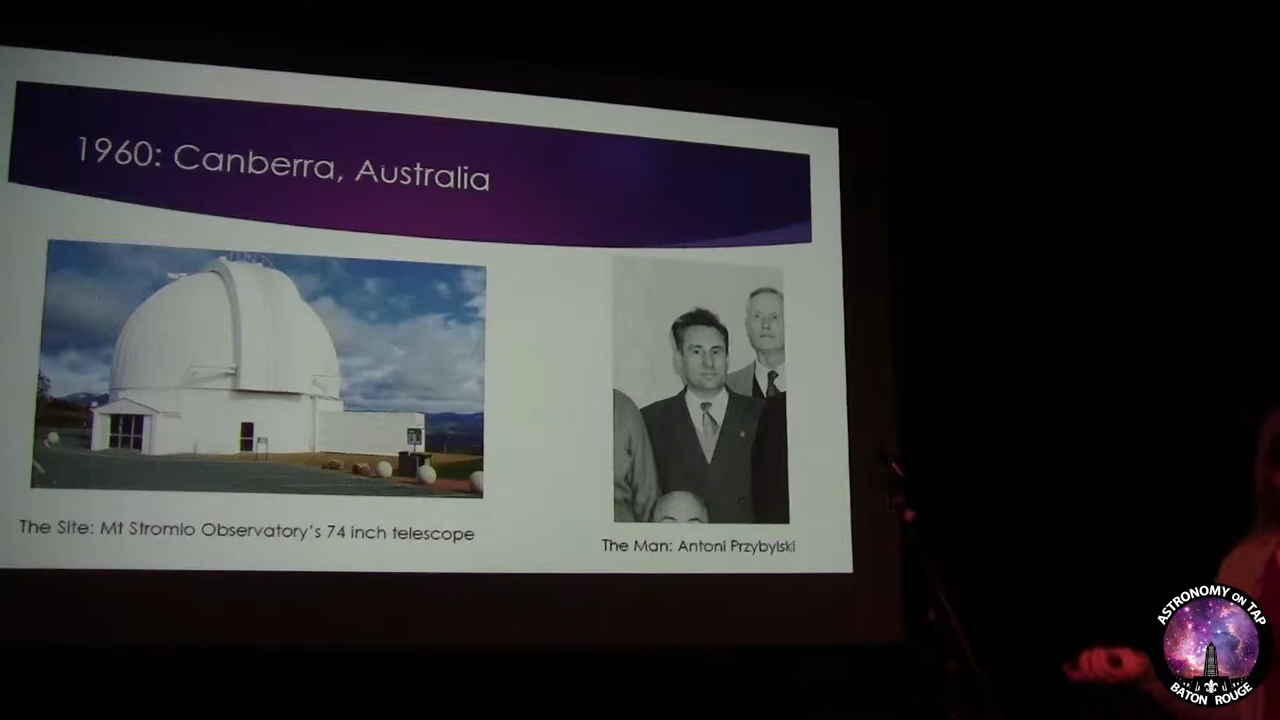 1960: Canberra, Australia
The Site: Mt Stromlo Observatory's 74 inch telescope
The Man: Antoni Przybylski
ASTRONOMY ON TAP
BATON ROUGE